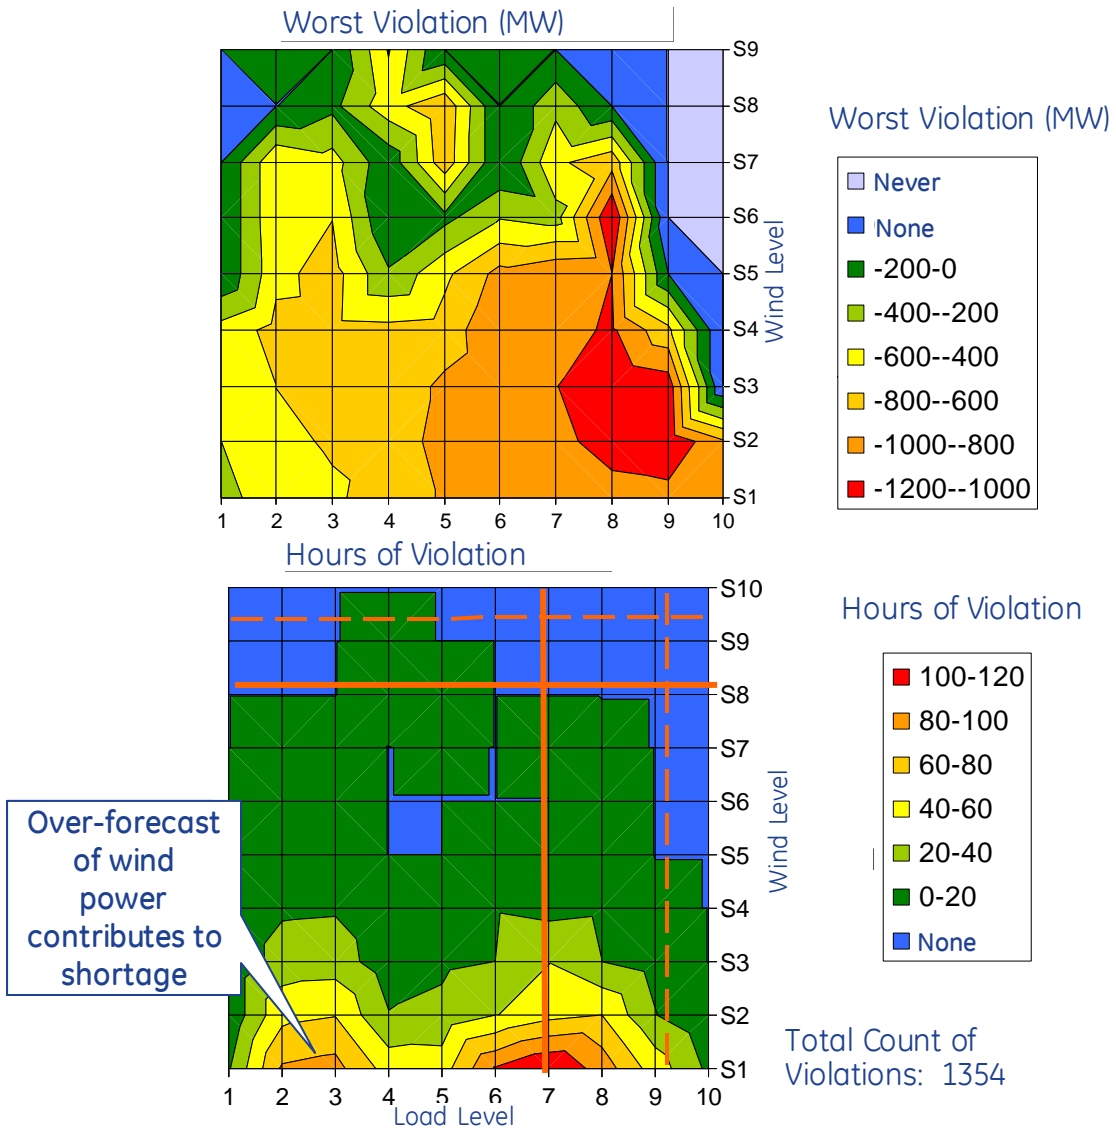 Worst Violation (MW)
S9
S8
S7
S6
S5
S4
S3
S2
S1
Wind Level
1 2 3 4 5 6 7 8 9 10
Worst Violation (MW)
Never
None
-200-0
-400--200
-600--400
-800--600
-1000--800
-1200--1000
Hours of Violation
S10
S9
S8
S7
S6
S5
S4
S3
S2
S1
Wind Level
1 2 3 4 5 6 7 8 9 10
Load Level
Over-forecast
of wind
power
contributes to
shortage
Hours of Violation
100-120
80-100
60-80
40-60
20-40
0-20
None
Total Count of
Violations: 1354